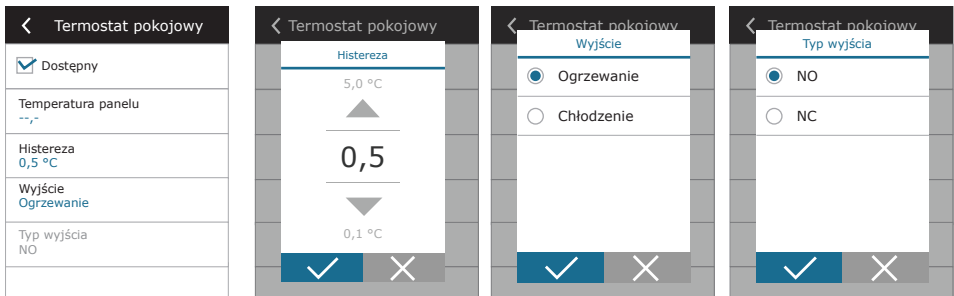 Termostat pokojowy
Dostępny
Temperatura panelu
--,-
Histereza
0,5 °C
Wyjście
Ogrzewanie
Typ wyjścia
NO
Termostat pokojowy
Histereza
5,0 °C
0,5
0,1 °C
Termostat pokojowy
Wyjście
Ogrzewanie
Chłodzenie
Termostat pokojowy
Typ wyjścia
NO
NC